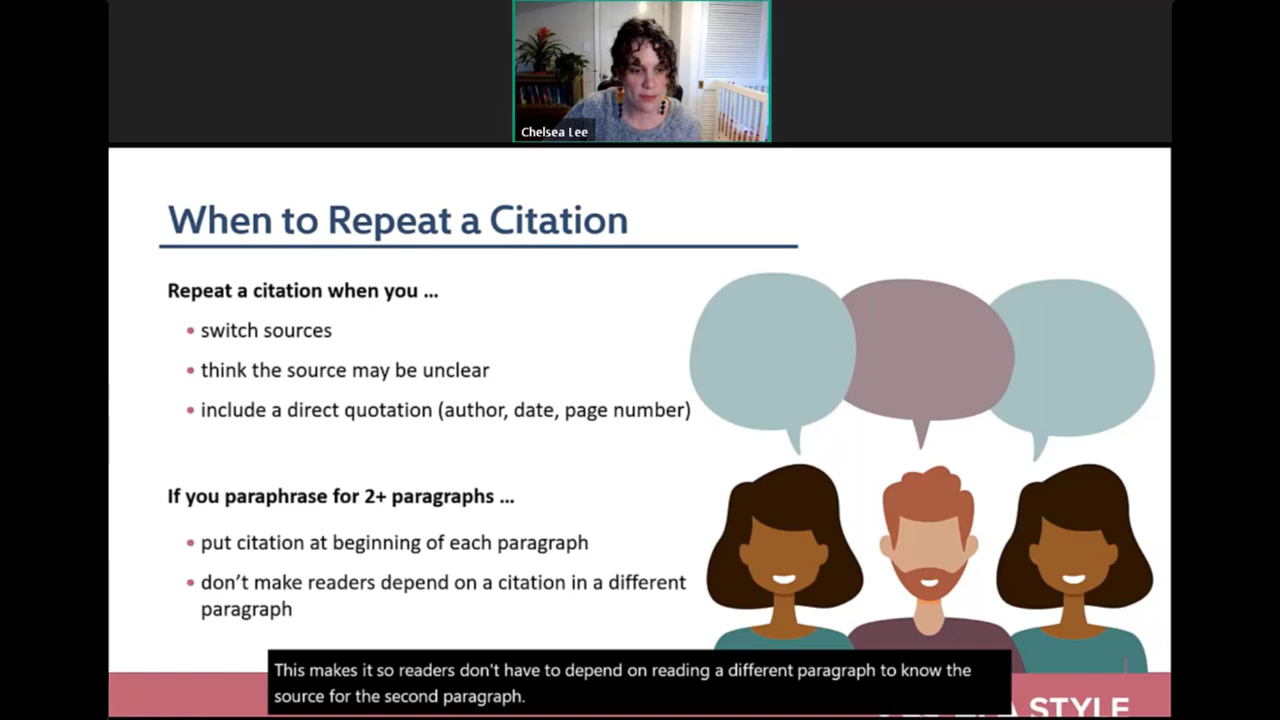 Chelsea Lee
When to Repeat a Citation
Repeat a citation when you ...
• switch sources
• think the source may be unclear
• include a direct quotation (author, date, page number)
If you paraphrase for 2+ paragraphs ...
• put citation at beginning of each paragraph
• don’t make readers depend on a citation in a different
paragraph
This makes it so readers don't have to depend on reading a different paragraph to know the
source for the second paragraph.
STYLE